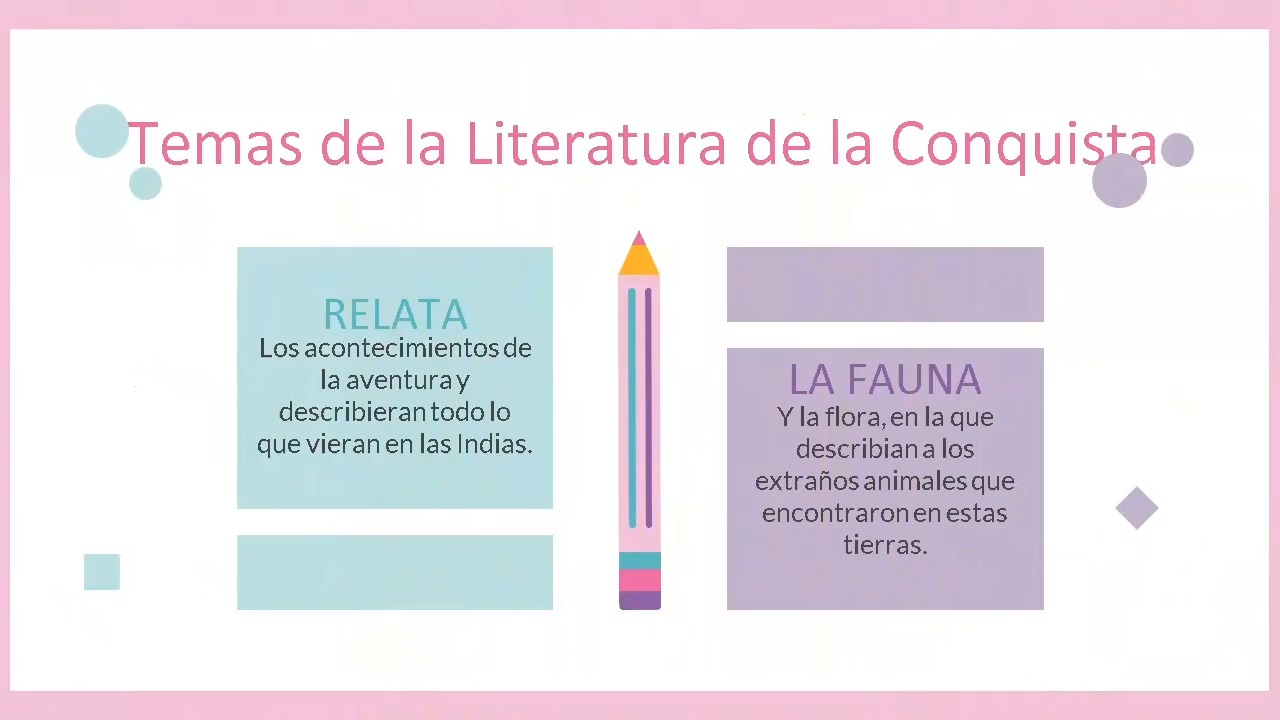 Temas de la Literatura de la Conquista
RELATA
Los acontecimientos de
la aventura y
describieran todo lo
que vieran en las Indias.
LA FAUNA
Y la flora, en la que
describian a los
extraños animales que
encontraron en estas
tierras.